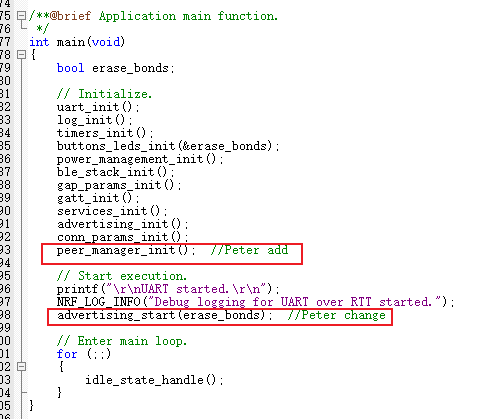 74
75 /**@brief Application main function.
76  */
77 int main(void)
78 {
79     bool erase_bonds;
80
81     // Initialize.
82     uart_init();
83     log_init();
84     timers_init();
85     buttons_leds_init(&erase_bonds);
86     power_management_init();
87     ble_stack_init();
88     gap_params_init();
89     gatt_init();
90     services_init();
91     advertising_init();
92     conn_params_init();
93     peer_manager_init();  //Peter add
94
95     // Start execution.
96     printf("\r\nUART started.\r\n");
97     NRF_LOG_INFO("Debug logging for UART over RTT started.");
98     advertising_start(erase_bonds);  //Peter change
99
00     // Enter main loop.
01     for (;;)
02     {
03         idle_state_handle();
04     }
05 }